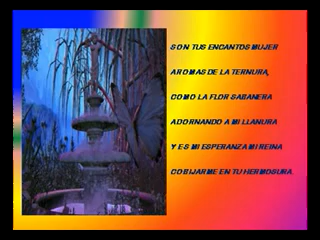 SON TUS ENCANTOS MUJER
AROMAS DE LA TERNURA,
COMO LA FLOR SABANERA
ADORNANDO A MI LLANURA
Y ES MI ESPERANZA MI REINA
COBIJARME EN TU HERMOSURA.